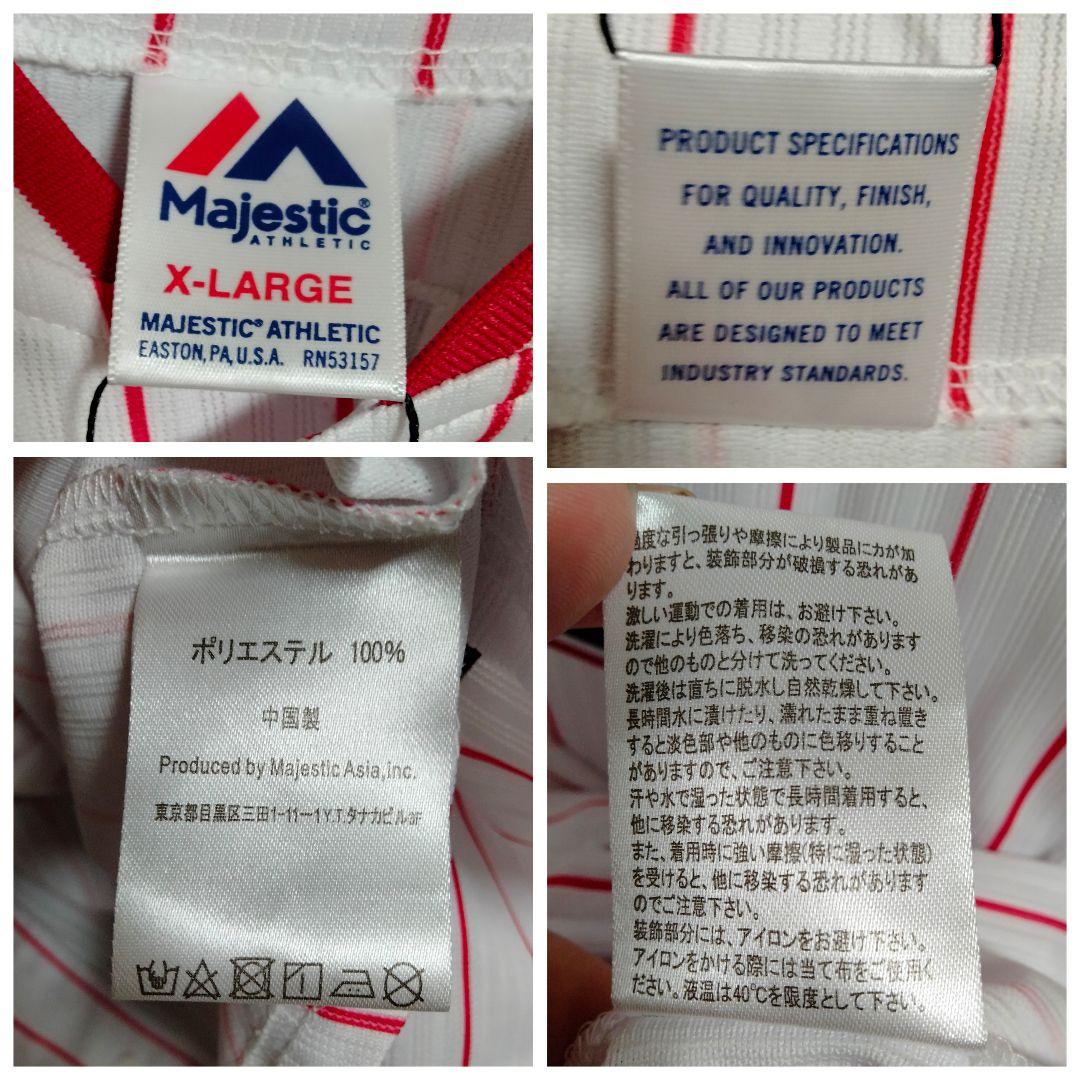 Majestic®
ATHLETIC
X-LARGE
MAJESTIC® ATHLETIC
EASTON, PA, U.S.A. RN53157
PRODUCT SPECIFICATIONS
FOR QUALITY, FINISH,
AND INNOVATION.
ALL OF OUR PRODUCTS
ARE DESIGNED TO MEET
INDUSTRY STANDARDS.
ポリエステル 100%
中国製
Produced by Majestic Asia,Inc.
東京都目黒区三田1-11-1 Y.T.タナカビル3F
過度な引っ張りや摩擦により製品に力が加
わりますと、装飾部分が破損する恐れがあ
ります。
激しい運動での着用は、お避け下さい。
洗濯により色落ち、移染の恐れがあります
ので他のものと分けて洗ってください。
洗濯後は直ちに脱水し自然乾燥して下さい。
長時間水に漬けたり、濡れたまま重ね置き
すると淡色部や他のものに色移りすること
がありますので、ご注意下さい。
汗や水で湿った状態で長時間着用すると、
他に移染する恐れがあります。
また、着用時に強い摩擦(特に湿った状態)
を受けると、他に移染する恐れがあります
のでご注意下さい。
装飾部分には、アイロンをお避け下さい。
アイロンをかける際には当て布をご使用く
ださい。液温は40℃を限度として下さい。